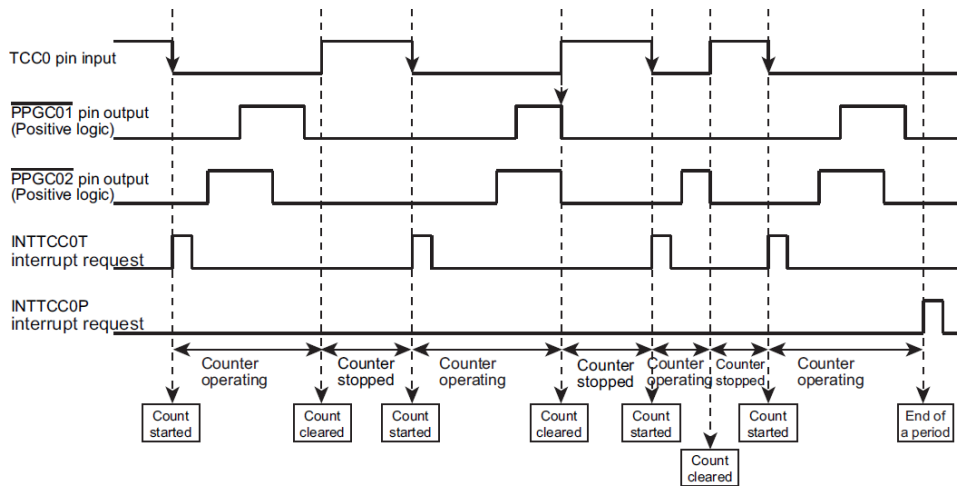 TCC0 pin input
PPGC01 pin output
(Positive logic)
PPGC02 pin output
(Positive logic)
INTTCC0T
interrupt request
INTTCC0P
interrupt request
Counter
operating
Counter
stopped
Counter
operating
Counter
stopped
Counter
operating
Counter
stopped
Counter
operating
Count
started
Count
cleared
Count
started
Count
cleared
Count
started
Count
cleared
Count
started
End of
a period